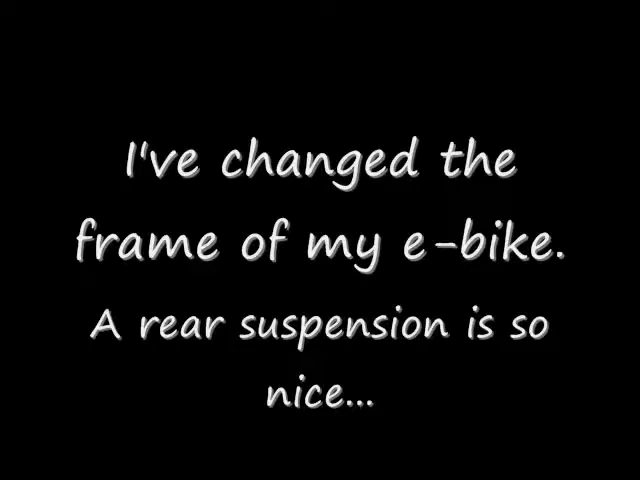 I've changed the
frame of my e-bike.
A rear suspension is so
nice...